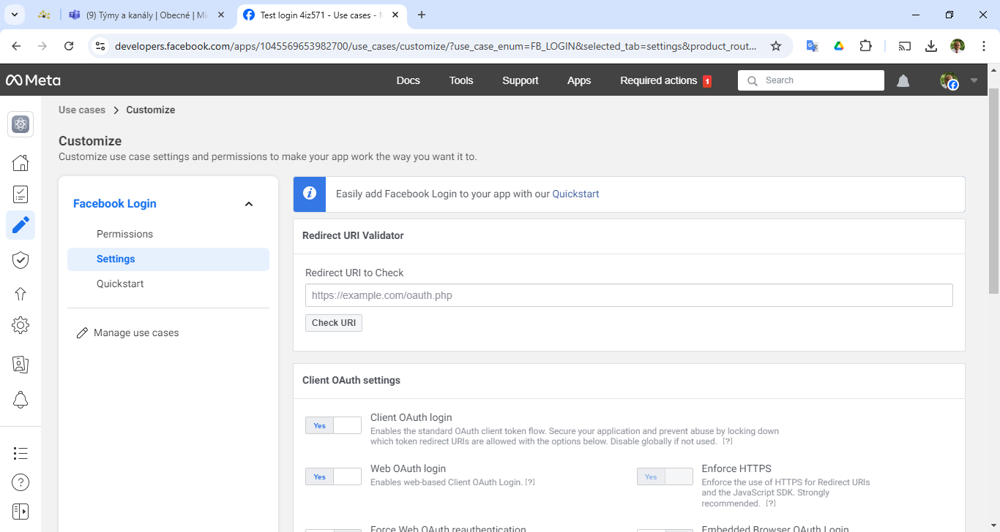 (9) Týmy a kanály | Obecné | Mi
Test login 4iz571 - Use cases -
developers.facebook.com/apps/1045569653982700/use_cases/customize/?use_case_enum=FB_LOGIN&selected_tab=settings&product_rout...
Meta
Docs
Tools
Support
Apps
Required actions 1
Search
Use cases > Customize
Customize
Customize use case settings and permissions to make your app work the way you want it to.
Facebook Login
Permissions
Settings
Quickstart
Manage use cases
Easily add Facebook Login to your app with our Quickstart
Redirect URI Validator
Redirect URI to Check
https://example.com/oauth.php
Check URI
Client OAuth settings
Yes
Client OAuth login
Enables the standard OAuth client token flow. Secure your application and prevent abuse by locking down
which token redirect URIs are allowed with the options below. Disable globally if not used. [?]
Yes
Web OAuth login
Enables web-based Client OAuth Login. [?]
Yes
Enforce HTTPS
Enforce the use of HTTPS for Redirect URIs
and the JavaScript SDK. Strongly
recommended. [?]
Force Web OAuth reauthentication
Embedded Browser OAuth Login